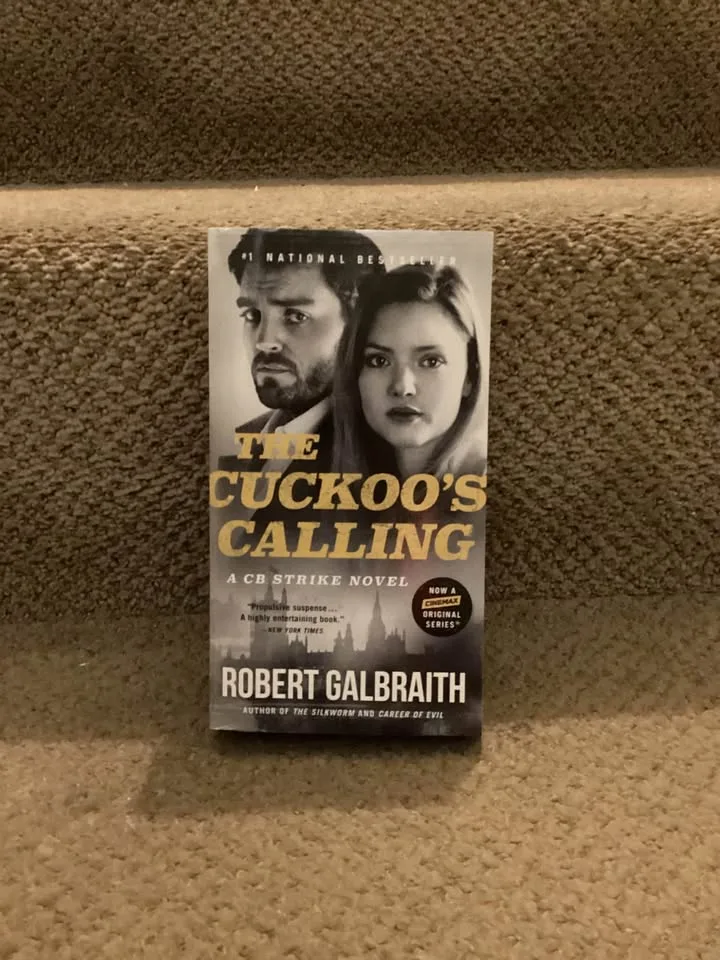 #1 NATIONAL BESTSELLER
THE
CUCKOO'S
CALLING
A CB STRIKE NOVEL
"Propulsive suspense...
A highly entertaining book."
—NEW YORK TIMES
NOW A
CINEMAX
ORIGINAL
SERIES™
ROBERT GALBRAITH
AUTHOR OF THE SILKWORM AND CAREER OF EVIL